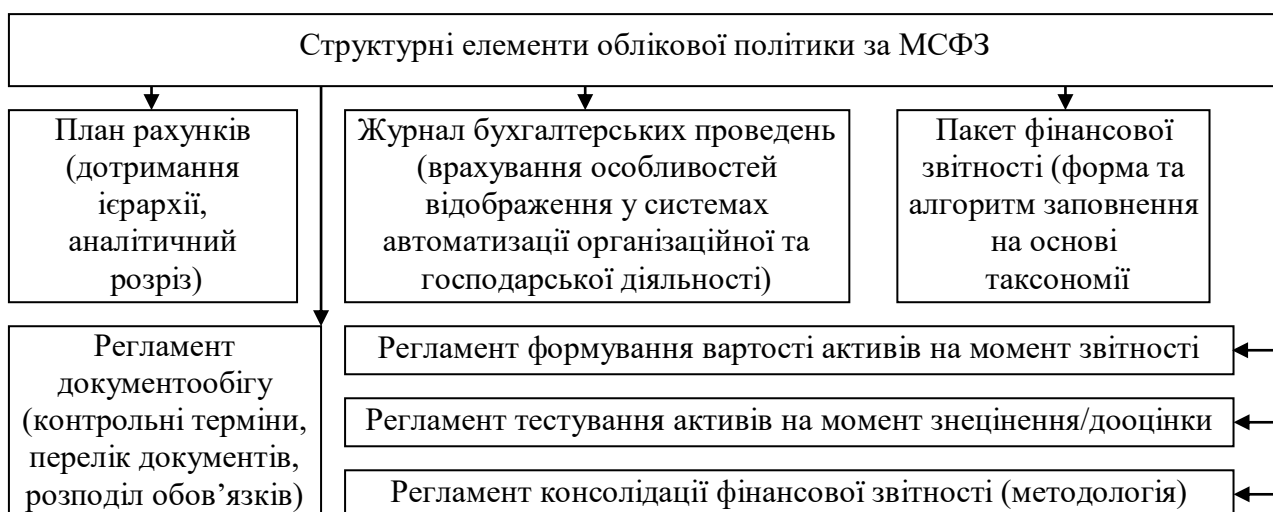 Структурні елементи облікової політики за МСФЗ
План рахунків
(дотримання
ієрархії,
аналітичний
розріз)
Журнал бухгалтерських проведень
(врахування особливостей
відображення у системах
автоматизації організаційної та
господарської діяльності)
Пакет фінансової
звітності (форма та
алгоритм заповнення
на основі
таксономії
Регламент
документообігу
(контрольні терміни,
перелік документів,
розподіл обов’язків)
Регламент формування вартості активів на момент звітності
Регламент тестування активів на момент знецінення/дооцінки
Регламент консолідації фінансової звітності (методологія)